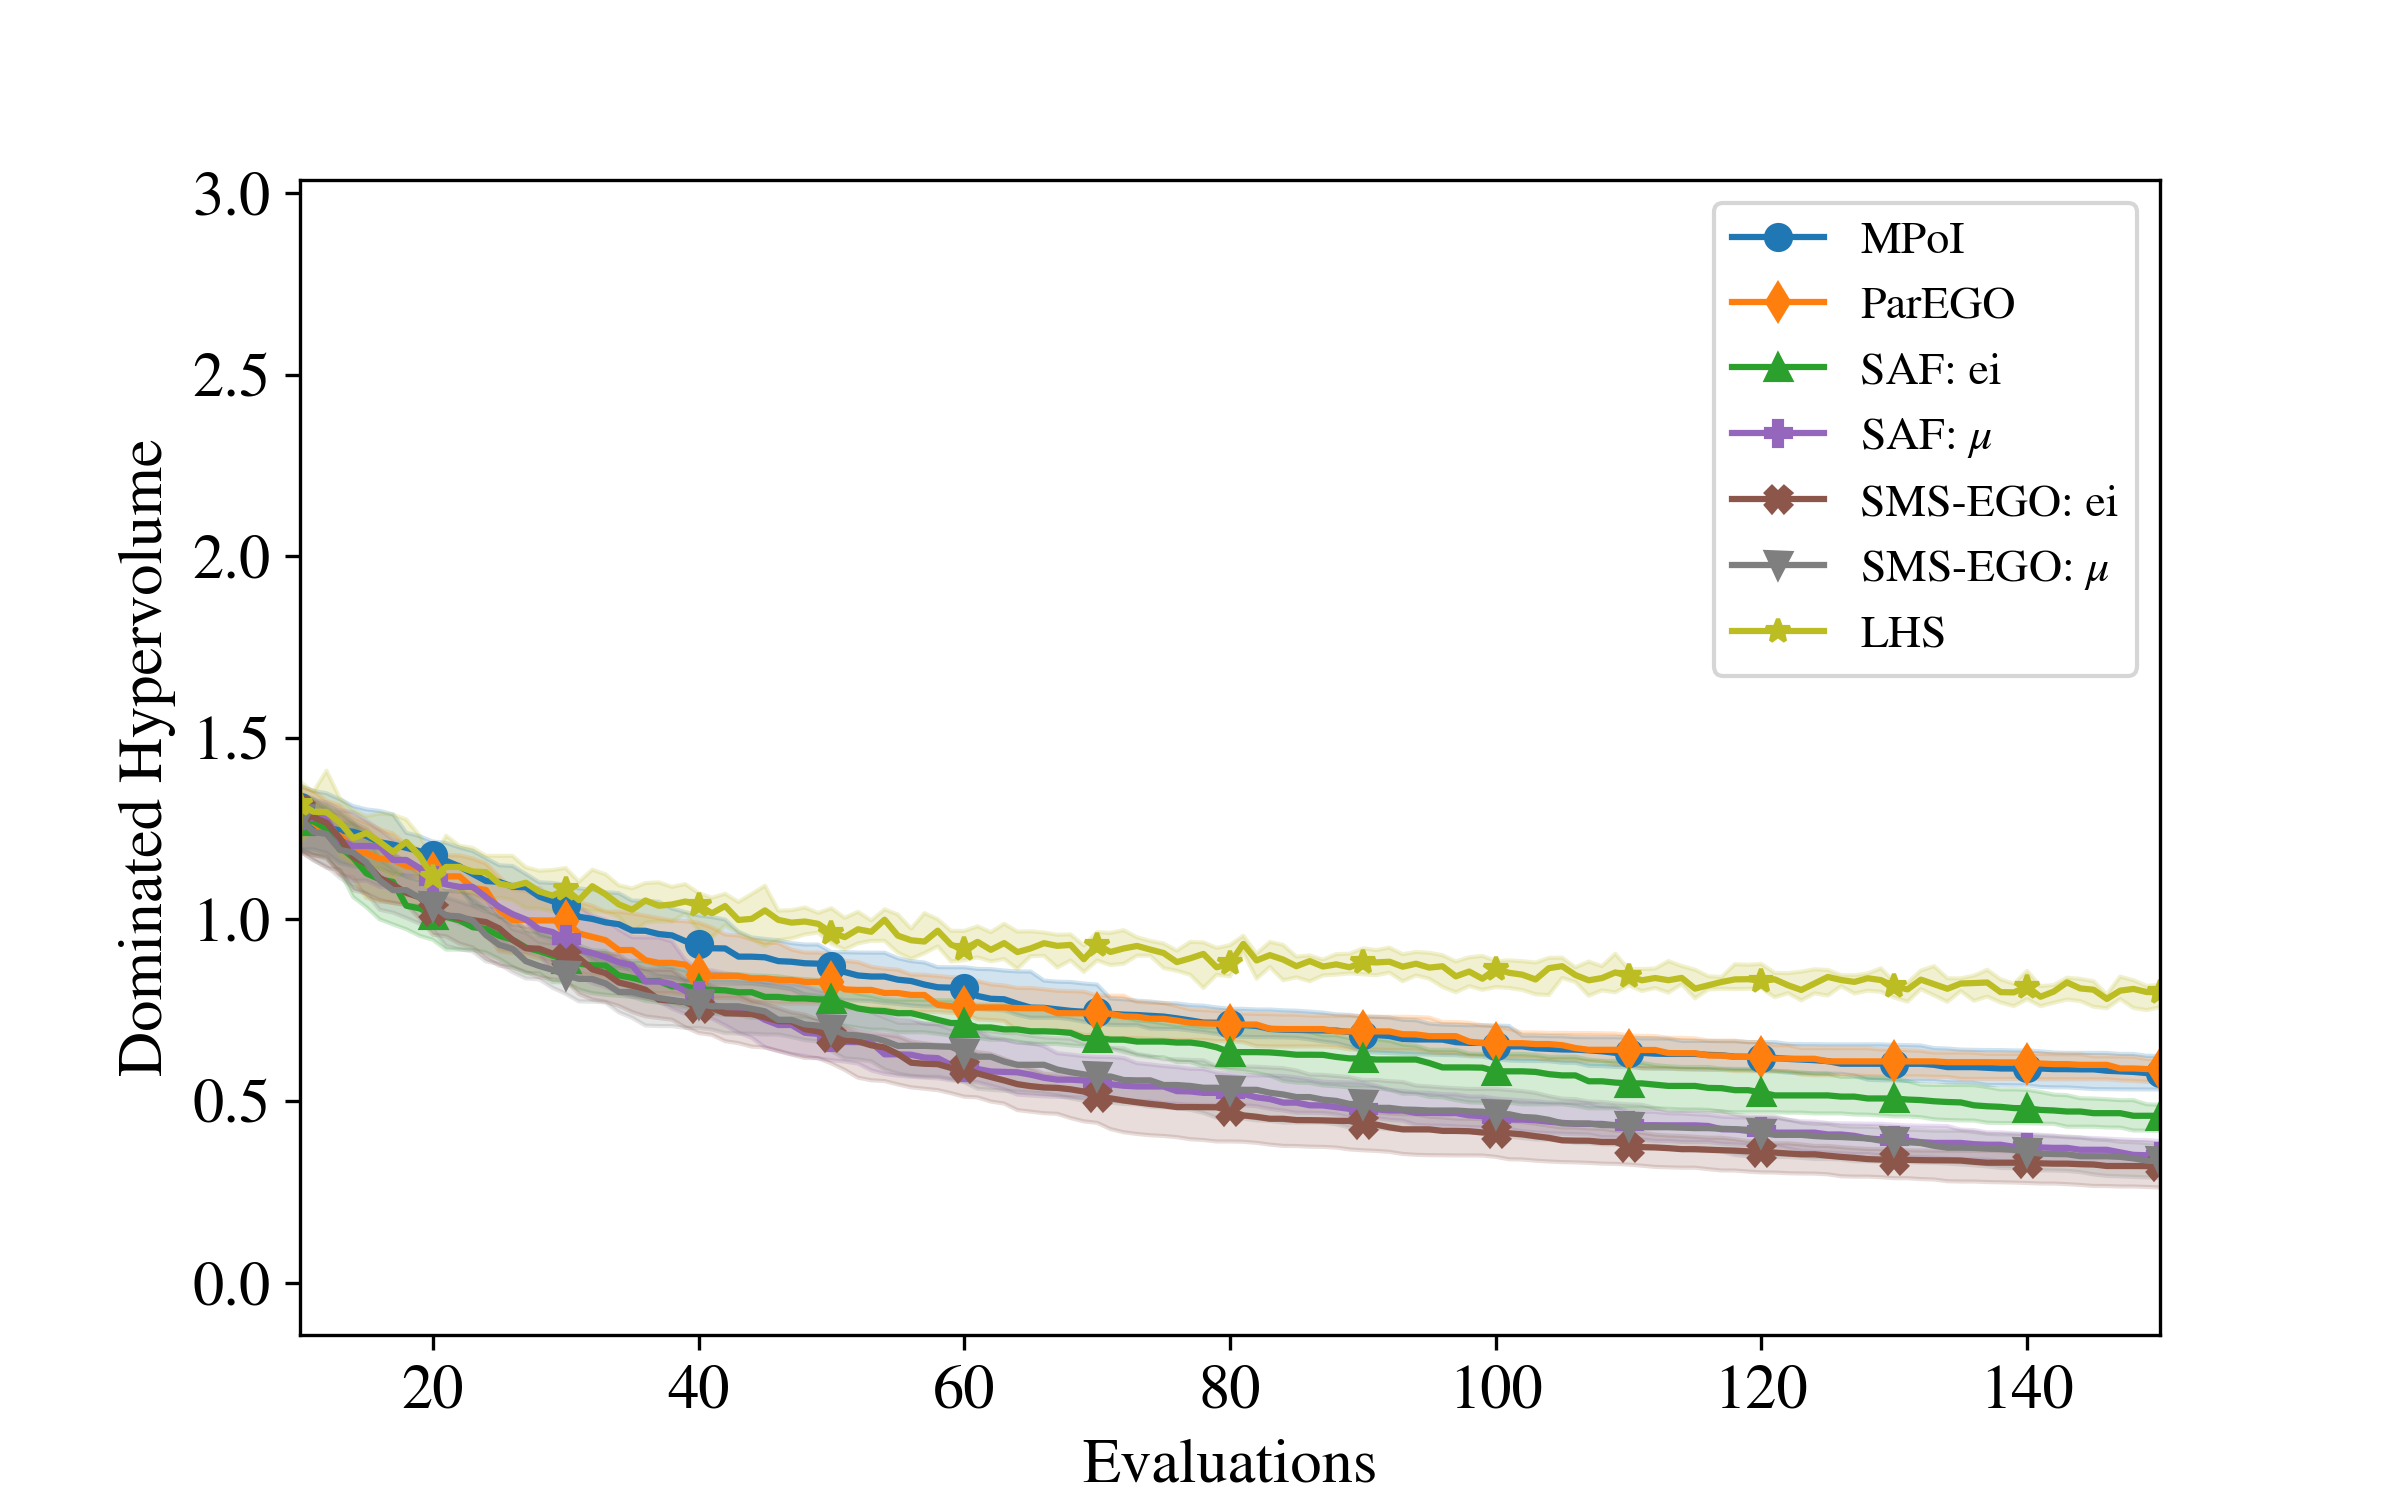 3.0
2.5
2.0
1.5
1.0
0.5
0.0
Dominated Hypervolume
MPoI
ParEGO
SAF: ei
SAF: μ
SMS-EGO: ei
SMS-EGO: μ
LHS
20 40 60 80 100 120 140
Evaluations